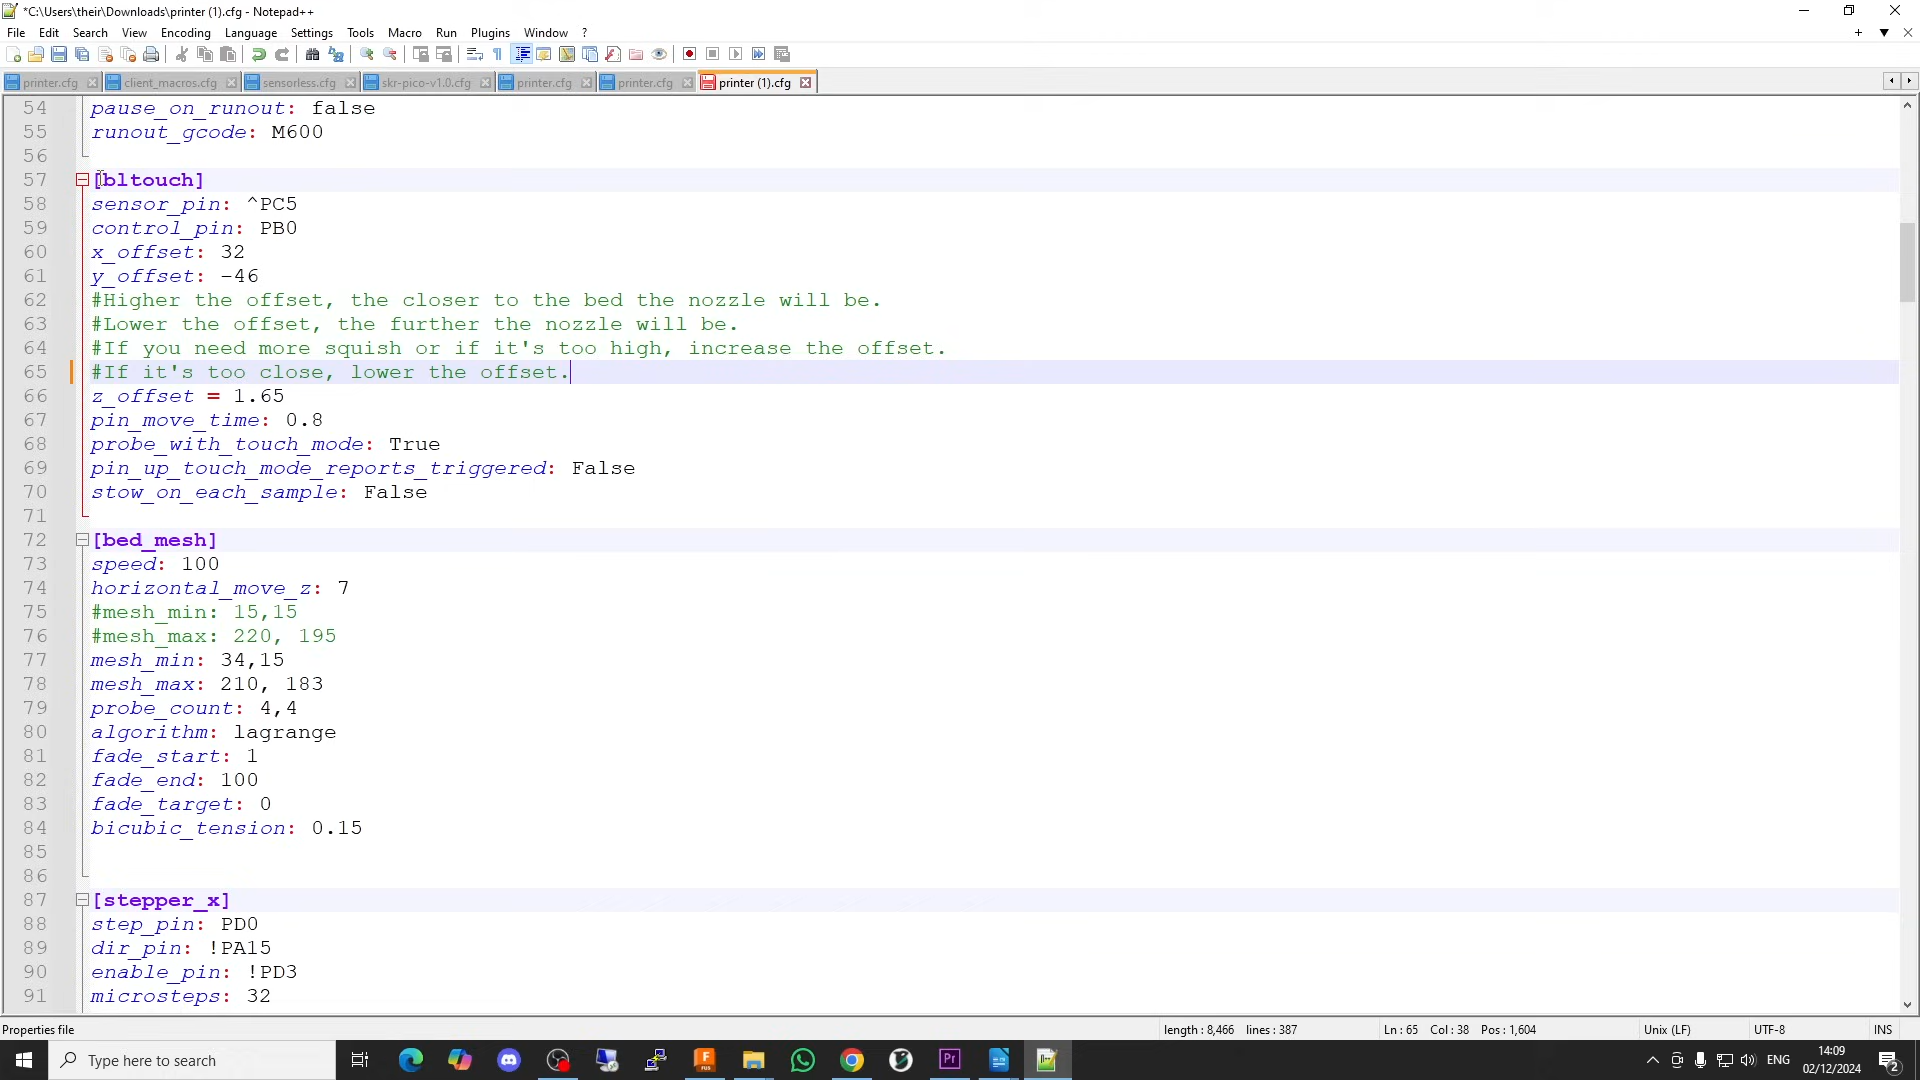 *C:\Users\their\Downloads\printer (1).cfg - Notepad++
File Edit Search View Encoding Language Settings Tools Macro Run Plugins Window ?
printer.cfg client_macros.cfg sensorless.cfg skr-pico-v1.0.cfg printer.cfg printer.cfg printer (1).cfg
54 pause_on_runout: false
55 runout_gcode: M600
56
57 [bltouch]
58 sensor_pin: ^PC5
59 control_pin: PB0
60 x_offset: 32
61 y_offset: -46
62 #Higher the offset, the closer to the bed the nozzle will be.
63 #Lower the offset, the further the nozzle will be.
64 #If you need more squish or if it's too high, increase the offset.
65 #If it's too close, lower the offset.
66 z_offset = 1.65
67 pin_move_time: 0.8
68 probe_with_touch_mode: True
69 pin_up_touch_mode_reports_triggered: False
70 stow_on_each_sample: False
71
72 [bed_mesh]
73 speed: 100
74 horizontal_move_z: 7
75 #mesh_min: 15,15
76 #mesh_max: 220, 195
77 mesh_min: 34,15
78 mesh_max: 210, 183
79 probe_count: 4,4
80 algorithm: lagrange
81 fade_start: 1
82 fade_end: 100
83 fade_target: 0
84 bicubic_tension: 0.15
85
86
87 [stepper_x]
88 step_pin: PD0
89 dir_pin: !PA15
90 enable_pin: !PD3
91 microsteps: 32
Properties file length : 8,466 lines : 387 Ln : 65 Col : 38 Pos : 1,604 Unix (LF) UTF-8 INS
Type here to search ENG 14:09
02/12/2024 2